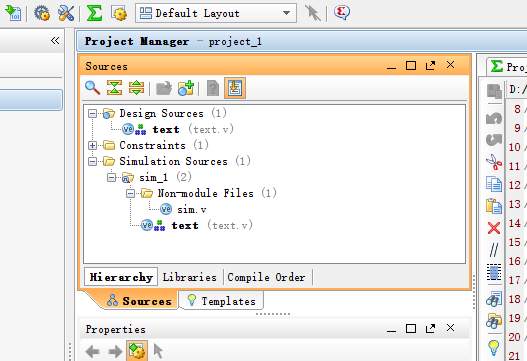 Default Layout
Project Manager - project_1
Sources
Design Sources (1)
text (text.v)
Constraints (1)
Simulation Sources (1)
sim_1 (2)
Non-module Files (1)
sim.v
text (text.v)
Hierarchy Libraries Compile Order
Sources Templates
Properties
Σ Pro
D:/
8
9
10
11
12
13
14
15
16
17
18
19
20
21